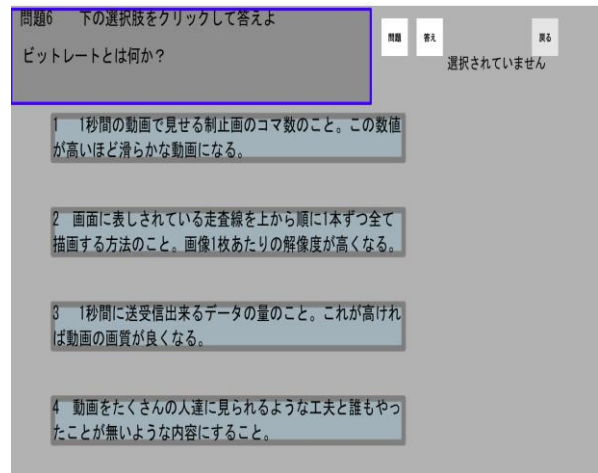 問題6　下の選択肢をクリックして答えよ
ビットレートとは何か？
問題　答え　戻る
選択されていません
1　1秒間の動画で見せる制止画のコマ数のこと。この数値
が高いほど滑らかな動画になる。
2　画面に表しされている走査線を上から順に1本ずつ全て
描画する方法のこと。画像1枚あたりの解像度が高くなる。
3　1秒間に送受信出来るデータの量のこと。これが高けれ
ば動画の画質が良くなる。
4　動画をたくさんの人達に見られるような工夫と誰もやっ
たことが無いような内容にすること。